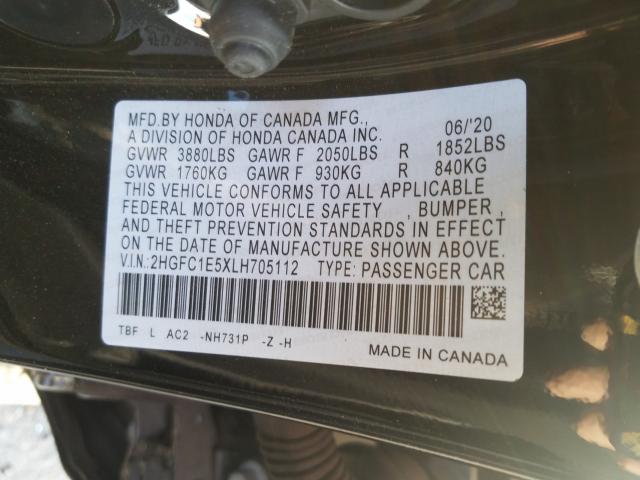 MFD.BY HONDA OF CANADA MFG., 06/'20
A DIVISION OF HONDA CANADA INC.
GVWR 3880LBS GAWR F 2050LBS R 1852LBS
GVWR 1760KG GAWR F 930KG R 840KG
THIS VEHICLE CONFORMS TO ALL APPLICABLE
FEDERAL MOTOR VEHICLE SAFETY , BUMPER ,
AND THEFT PREVENTION STANDARDS IN EFFECT
ON THE DATE OF MANUFACTURE SHOWN ABOVE.
V.I.N.:2HGFC1E5XLH705112 TYPE: PASSENGER CAR
TBF L AC2 -NH731P -Z -H
MADE IN CANADA